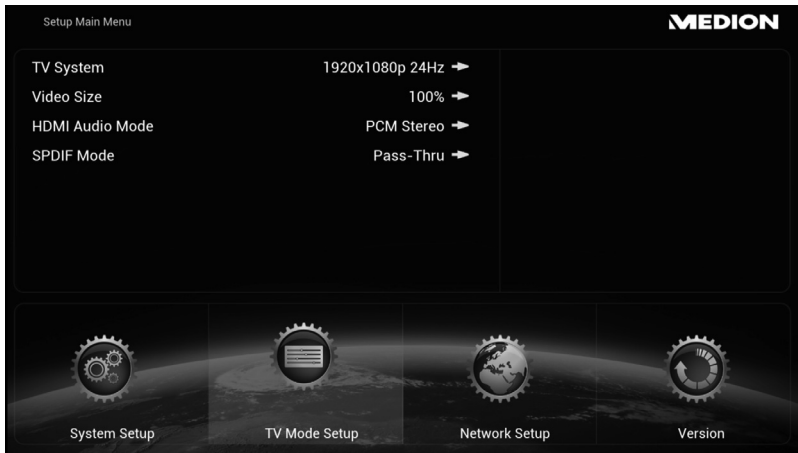 Setup Main Menu
MEDION
TV System 1920x1080p 24Hz
Video Size 100%
HDMI Audio Mode PCM Stereo
SPDIF Mode Pass-Thru
System Setup TV Mode Setup Network Setup Version